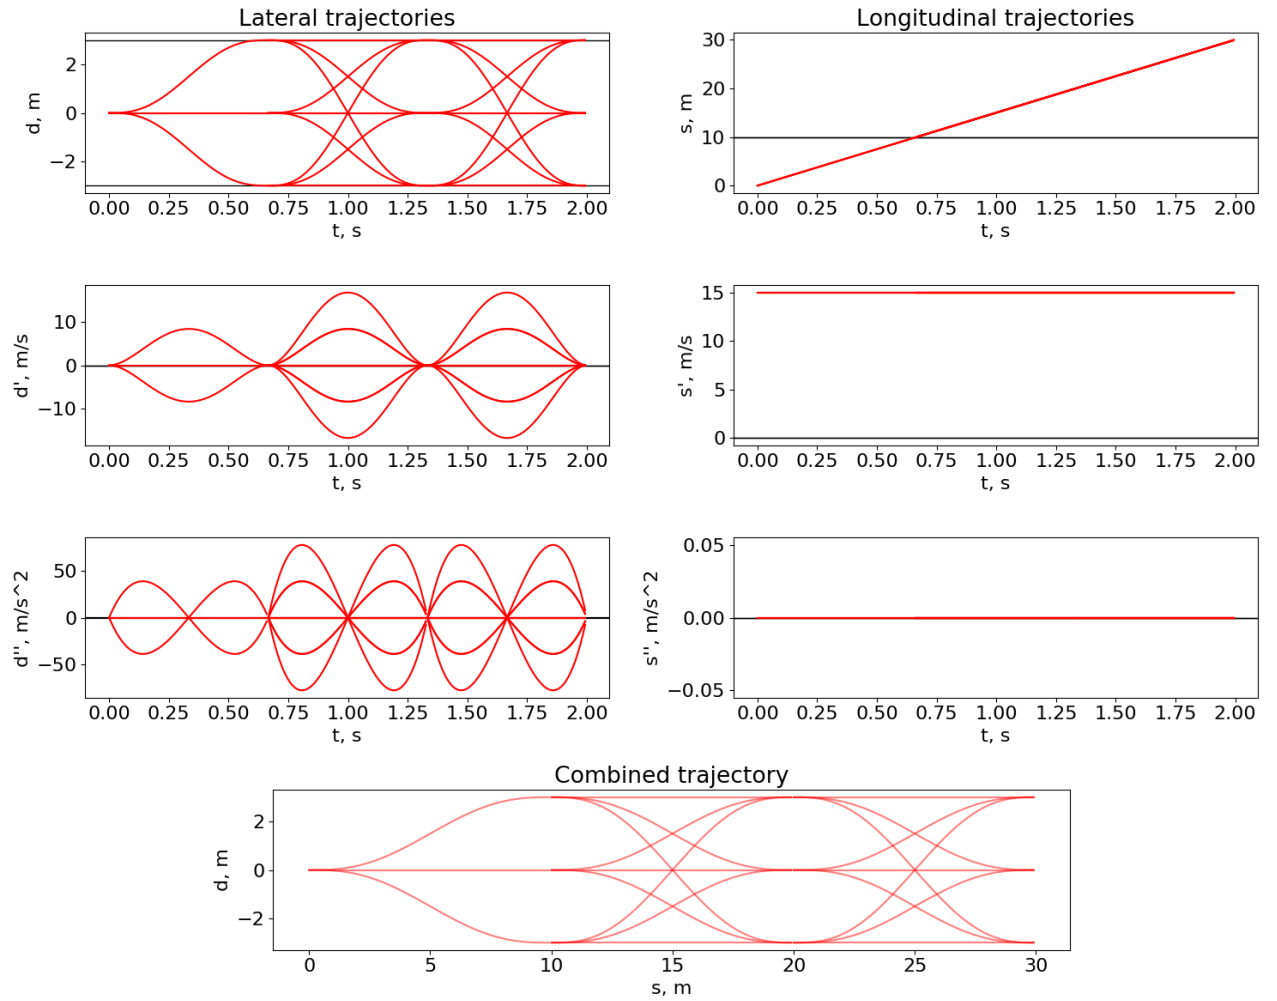 Lateral trajectories
d, m
2
0
−2
0.00 0.25 0.50 0.75 1.00 1.25 1.50 1.75 2.00
t, s
Longitudinal trajectories
s, m
30
20
10
0
0.00 0.25 0.50 0.75 1.00 1.25 1.50 1.75 2.00
t, s
d', m/s
10
0
−10
0.00 0.25 0.50 0.75 1.00 1.25 1.50 1.75 2.00
t, s
s', m/s
15
10
5
0
0.00 0.25 0.50 0.75 1.00 1.25 1.50 1.75 2.00
t, s
d'', m/s^2
50
0
−50
0.00 0.25 0.50 0.75 1.00 1.25 1.50 1.75 2.00
t, s
s'', m/s^2
0.05
0.00
−0.05
0.00 0.25 0.50 0.75 1.00 1.25 1.50 1.75 2.00
t, s
Combined trajectory
d, m
2
0
−2
0 5 10 15 20 25 30
s, m